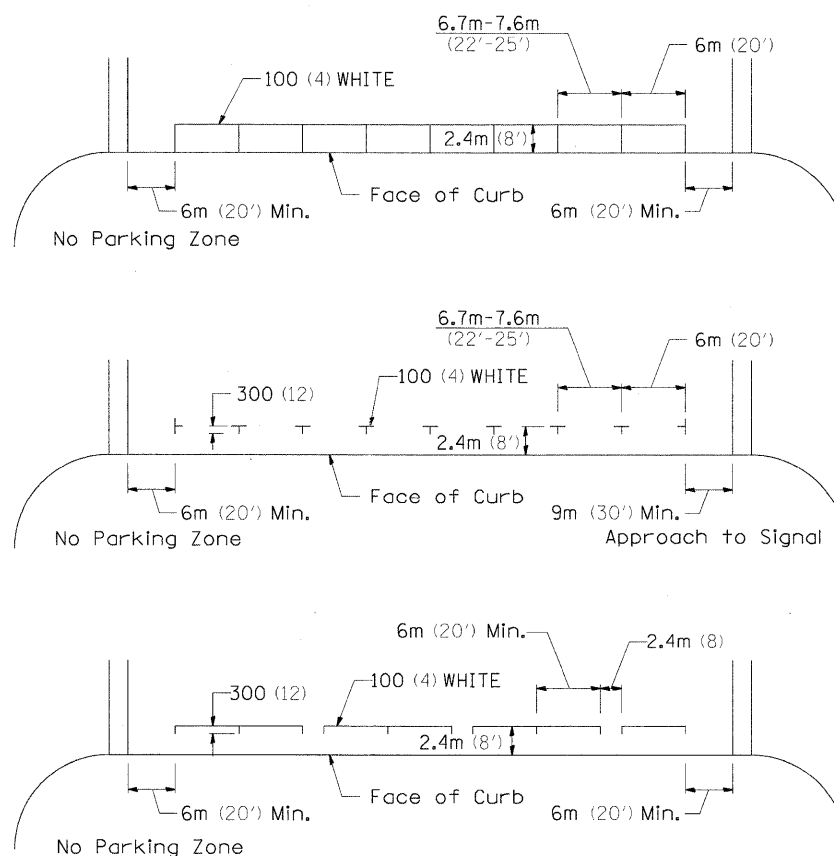 6.7m-7.6m
(22'-25')
6m (20')
100 (4) WHITE
2.4m (8')
Face of Curb
6m (20') Min.
6m (20') Min.
No Parking Zone
6.7m-7.6m
(22'-25')
6m (20')
300 (12)
100 (4) WHITE
2.4m (8')
Face of Curb
6m (20') Min.
9m (30') Min.
No Parking Zone
Approach to Signal
6m (20') Min.
2.4m (8)
300 (12)
100 (4) WHITE
2.4m (8')
Face of Curb
6m (20') Min.
6m (20') Min.
No Parking Zone